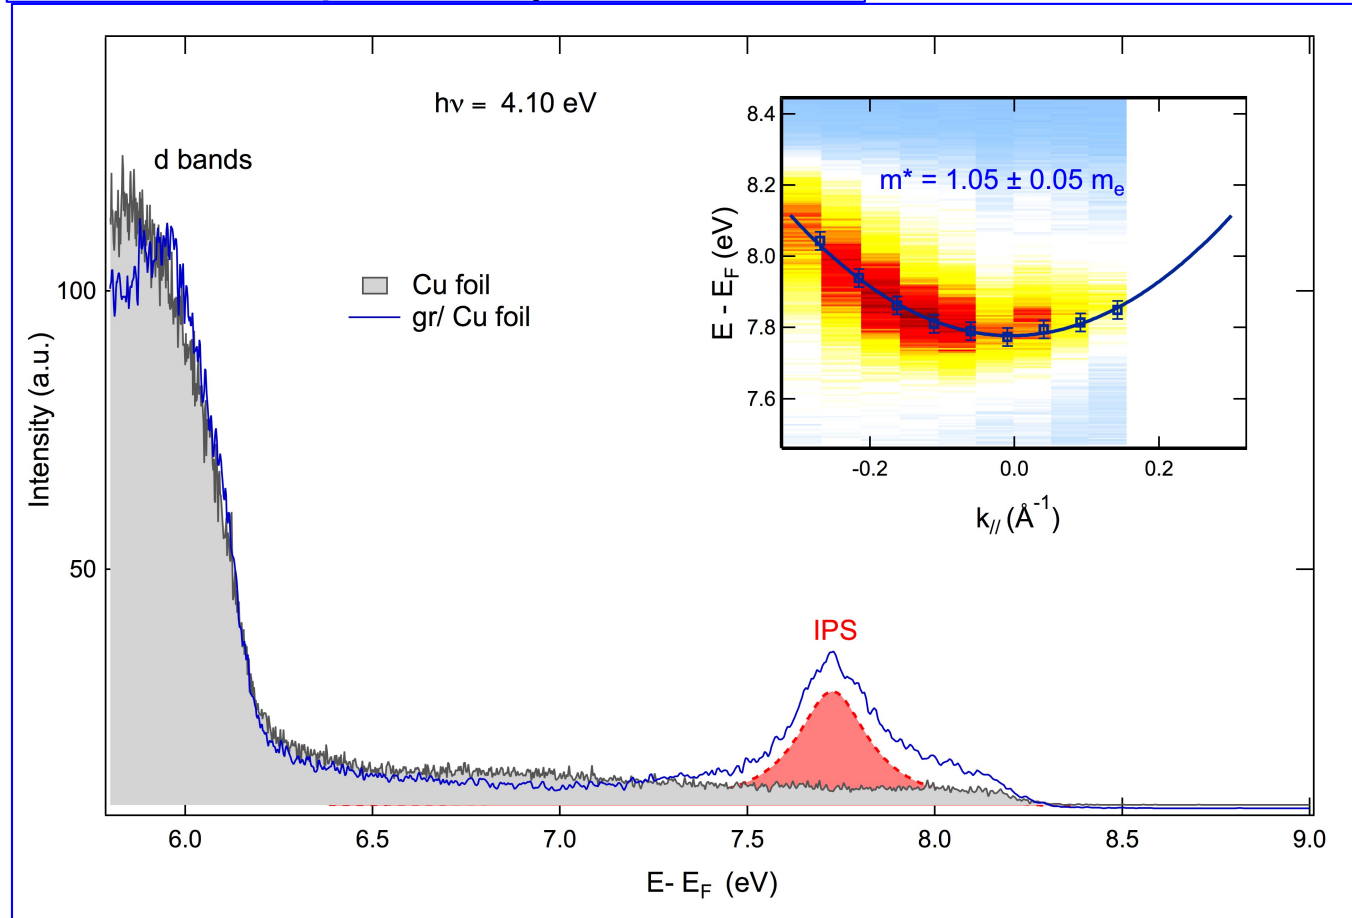 hν = 4.10 eV
d bands
Cu foil
gr/ Cu foil
IPS
Intensity (a.u.)
100
50
6.0 6.5 7.0 7.5 8.0 8.5 9.0
E- E_F (eV)
m* = 1.05 ± 0.05 m_e
E - E_F (eV)
8.4
8.2
8.0
7.8
7.6
-0.2 0.0 0.2
k_// (Å^-1)